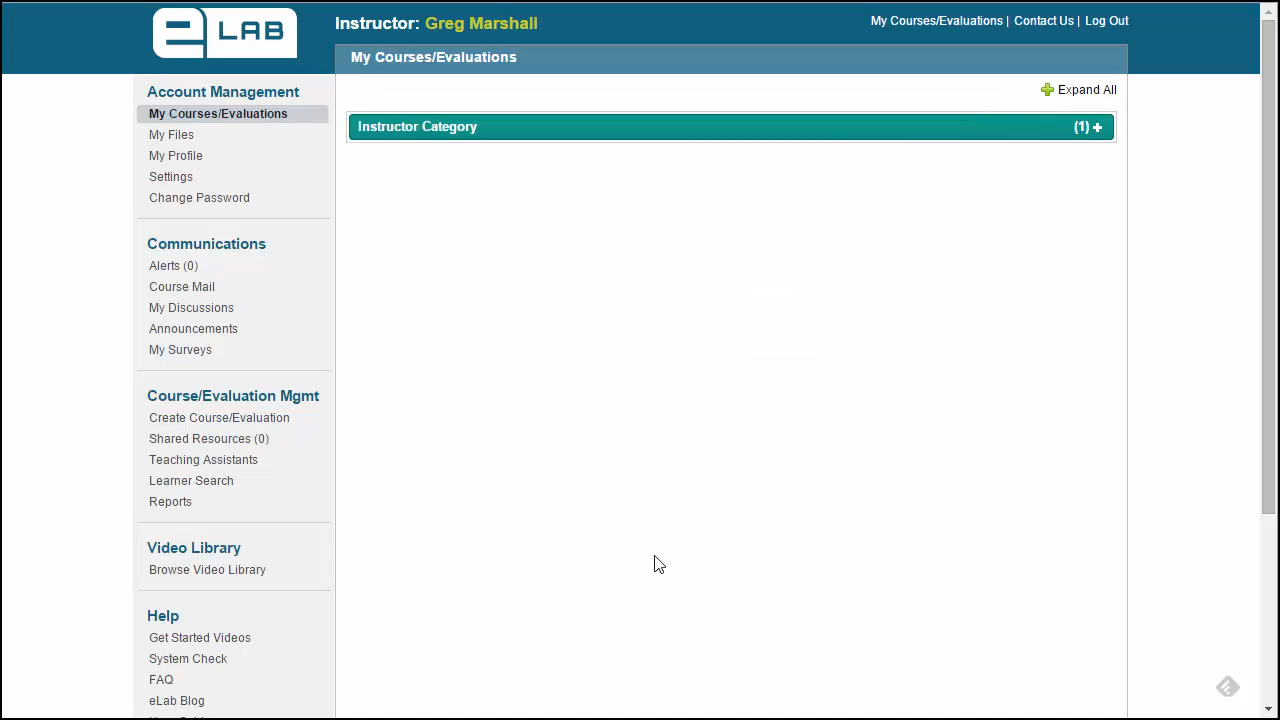 e LAB
Instructor: Greg Marshall
My Courses/Evaluations | Contact Us | Log Out
My Courses/Evaluations
Expand All
Instructor Category (1)
Account Management
My Courses/Evaluations
My Files
My Profile
Settings
Change Password
Communications
Alerts (0)
Course Mail
My Discussions
Announcements
My Surveys
Course/Evaluation Mgmt
Create Course/Evaluation
Shared Resources (0)
Teaching Assistants
Learner Search
Reports
Video Library
Browse Video Library
Help
Get Started Videos
System Check
FAQ
eLab Blog